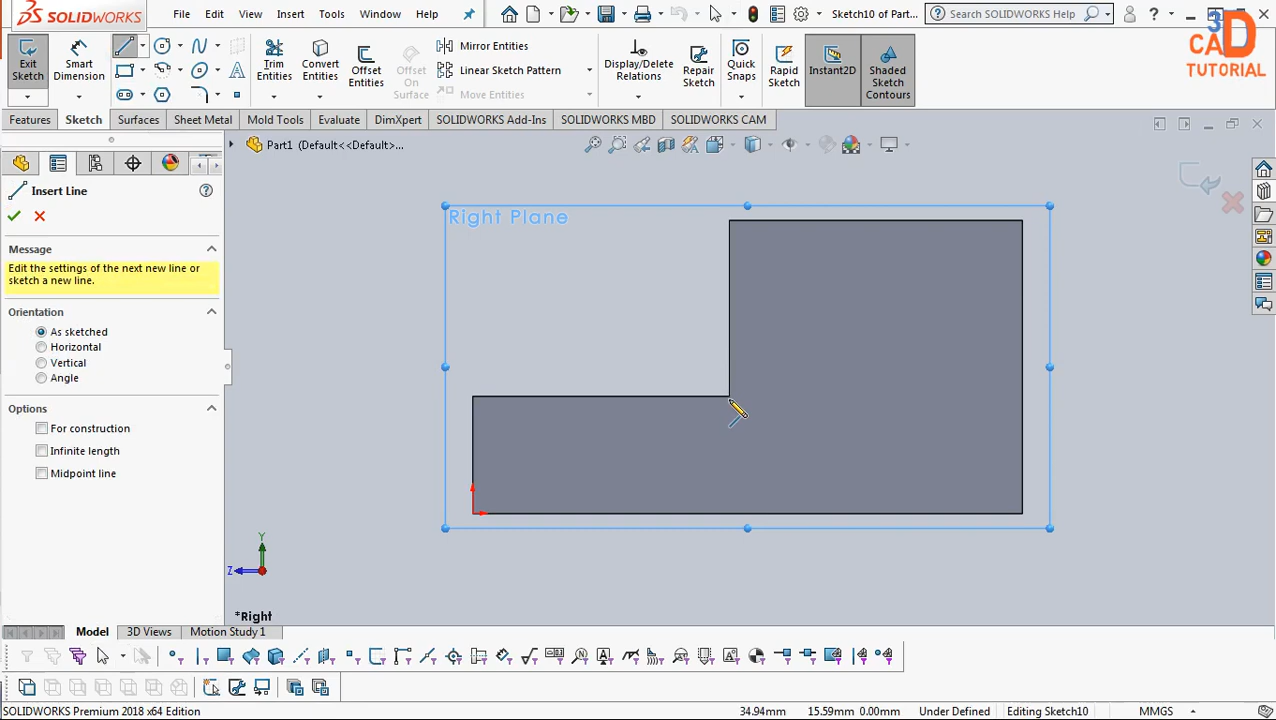 SOLIDWORKS File Edit View Insert Tools Window Help Sketch10 of Part... Search SOLIDWORKS Help ?
3
CAD
TUTORIAL
Exit Sketch
Smart Dimension
Trim Entities
Convert Entities
Offset Entities
Offset On Surface
Mirror Entities
Linear Sketch Pattern
Move Entities
Display/Delete Relations
Repair Sketch
Quick Snaps
Rapid Sketch
Instant2D
Shaded Sketch Contours
Features Sketch Surfaces Sheet Metal Mold Tools Evaluate DimXpert SOLIDWORKS Add-Ins SOLIDWORKS MBD SOLIDWORKS CAM
Part1 (Default<<Default>...
Insert Line ?
Message
Edit the settings of the next new line or
sketch a new line.
Orientation
As sketched
Horizontal
Vertical
Angle
Options
For construction
Infinite length
Midpoint line
Right Plane
Y
Z
*Right
Model 3D Views Motion Study 1
SOLIDWORKS Premium 2018 x64 Edition 34.94mm 15.59mm 0.00mm Under Defined Editing Sketch10 MMGS